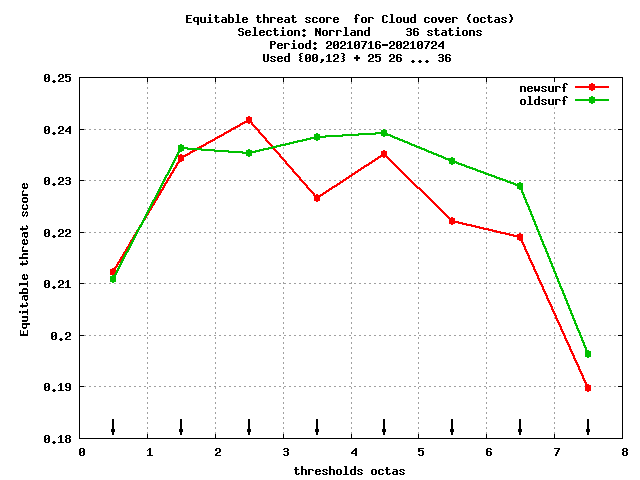 Equitable threat score  for Cloud cover (octas)
Selection: Norrland     36 stations
Period: 20210716-20210724
Used {00,12} + 25 26 ... 36
newsurf
oldsurf
Equitable threat score
0.25
0.24
0.23
0.22
0.21
0.2
0.19
0.18
0 1 2 3 4 5 6 7 8
thresholds octas